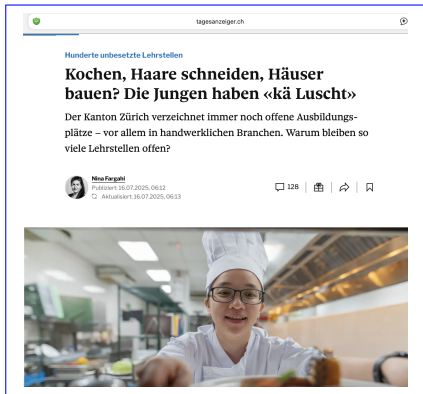 tagesanzeiger.ch
Hunderte unbesetzte Lehrstellen
Kochen, Haare schneiden, Häuser
bauen? Die Jungen haben «kä Luscht»
Der Kanton Zürich verzeichnet immer noch offene Ausbildungs-
plätze – vor allem in handwerklichen Branchen. Warum bleiben so
viele Lehrstellen offen?
Nina Fargahi
Publiziert: 16.07.2025, 06:12
Aktualisiert: 16.07.2025, 06:13
128